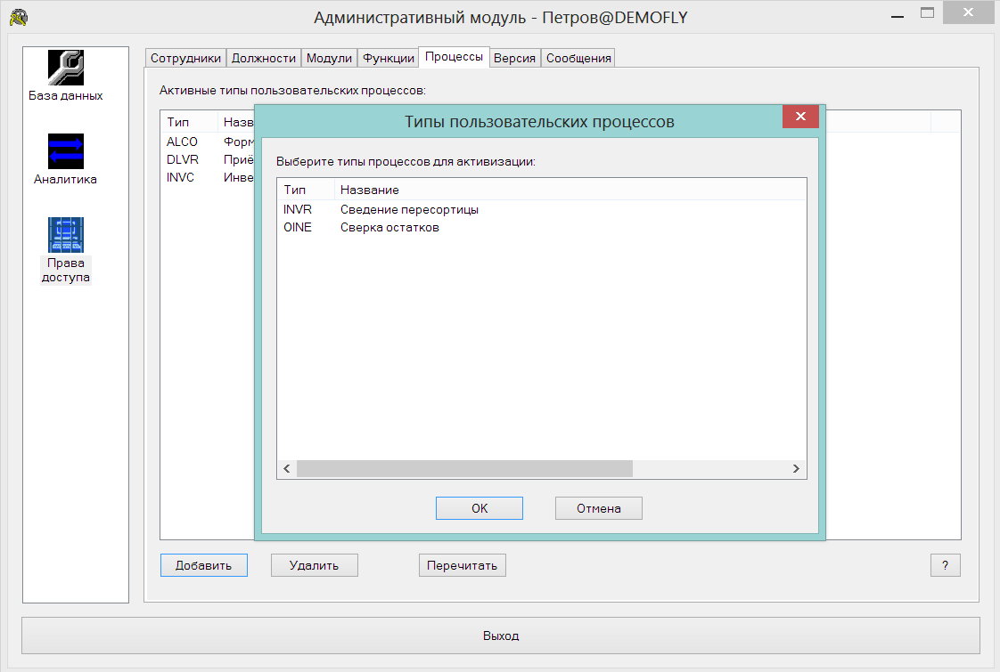 Административный модуль - Петров@DEMOFLY
База данных
Аналитика
Права
доступа
Сотрудники Должности Модули Функции Процессы Версия Сообщения
Активные типы пользовательских процессов:
Тип Назв
ALCO Форм
DLVR Приё
INVC Инве
Типы пользовательских процессов
Выберите типы процессов для активизации:
Тип Название
INVR Сведение пересортицы
OINE Сверка остатков
OK Отмена
Добавить Удалить Перечитать ?
Выход